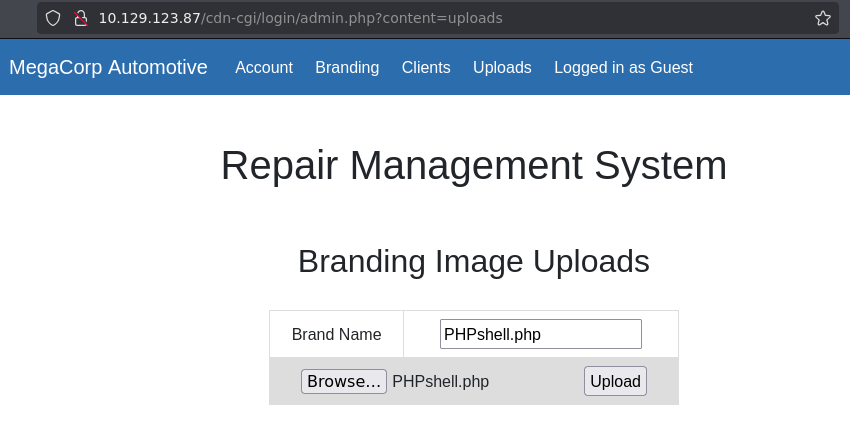 10.129.123.87/cdn-cgi/login/admin.php?content=uploads
MegaCorp Automotive Account Branding Clients Uploads Logged in as Guest
Repair Management System
Branding Image Uploads
Brand Name PHPshell.php
Browse... PHPshell.php Upload